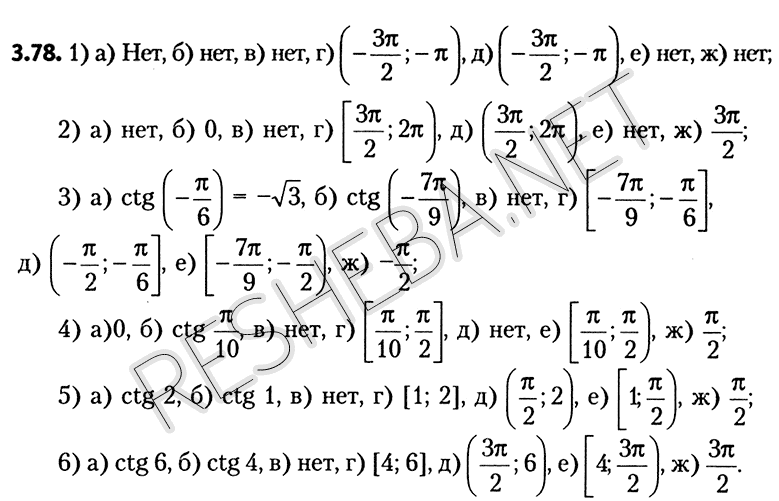 3.78. 1) а) Нет, б) нет, в) нет, г) (−3π/2; −π), д) (−3π/2; −π), е) нет, ж) нет;
2) а) нет, б) 0, в) нет, г) [3π/2; 2π), д) (3π/2; 2π), е) нет, ж) 3π/2;
3) а) ctg (−π/6) = −√3, б) ctg (−7π/9), в) нет, г) [−7π/9; −π/6],
д) (−π/2; −π/6], е) [−7π/9; −π/2), ж) −π/2;
4) а)0, б) ctg π/10, в) нет, г) [π/10; π/2], д) нет, е) [π/10; π/2), ж) π/2;
5) а) ctg 2, б) ctg 1, в) нет, г) [1; 2], д) (π/2; 2), е) [1; π/2), ж) π/2;
6) а) ctg 6, б) ctg 4, в) нет, г) [4; 6], д) (3π/2; 6), е) [4; 3π/2), ж) 3π/2.
RESHEBA.NET